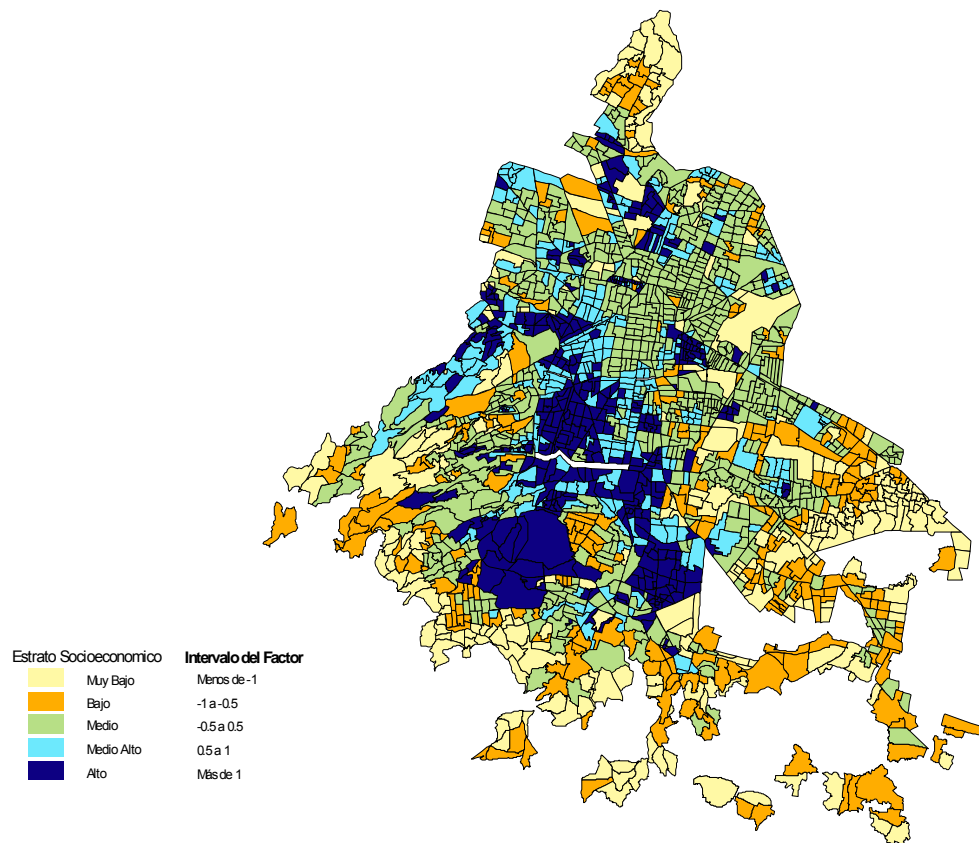 Estrato Socioeconomico Intervalo del Factor
Muy Bajo Menos de -1
Bajo -1 a -0.5
Medio -0.5 a 0.5
Medio Alto 0.5 a 1
Alto Más de 1